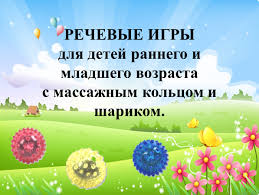 РЕЧЕВЫЕ ИГРЫ
для детей раннего и
младшего возраста
с массажным кольцом и
шариком.